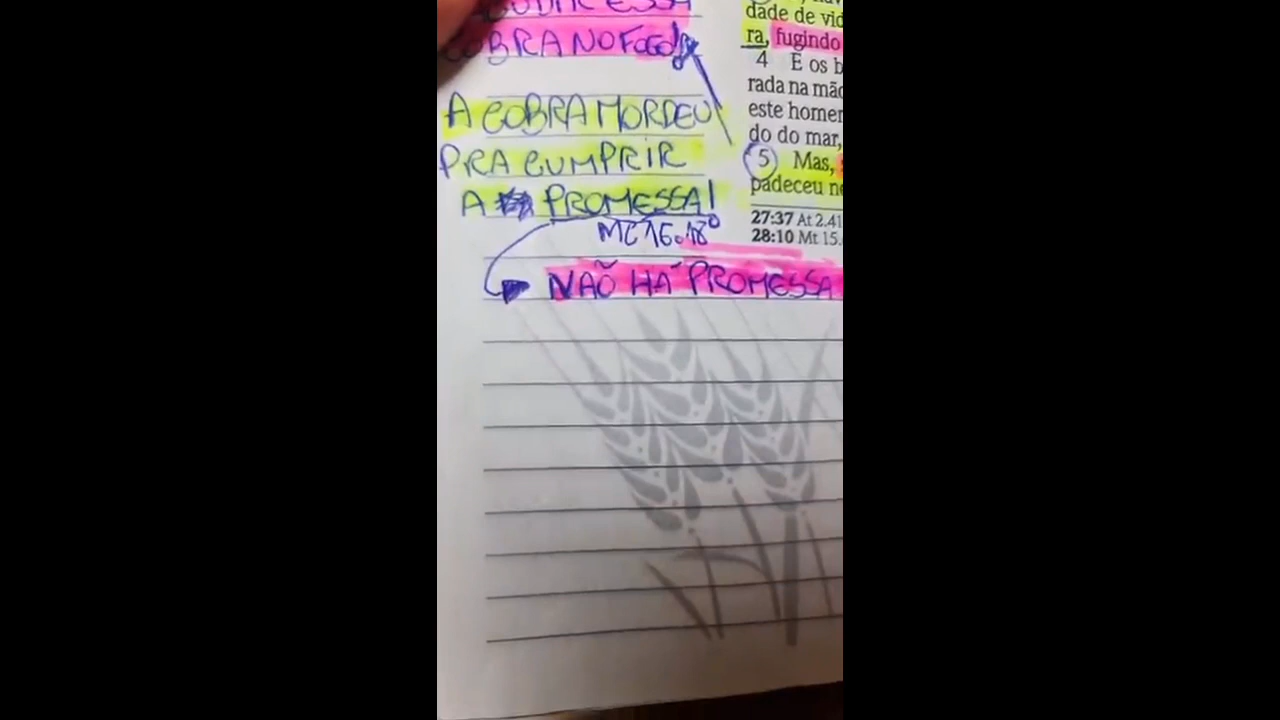 ESSA
COBRA NO FOGO!
A COBRA MORDEU
PRA CUMPRIR
A PROMESSA!
MC 16.18
NÃO HÁ PROMESSA
dade de vid
ra, fugindo
4 E os b
rada na mão
este homem
do do mar,
5 Mas,
padeceu ne
27:37 At 2.41
28:10 Mt 15.